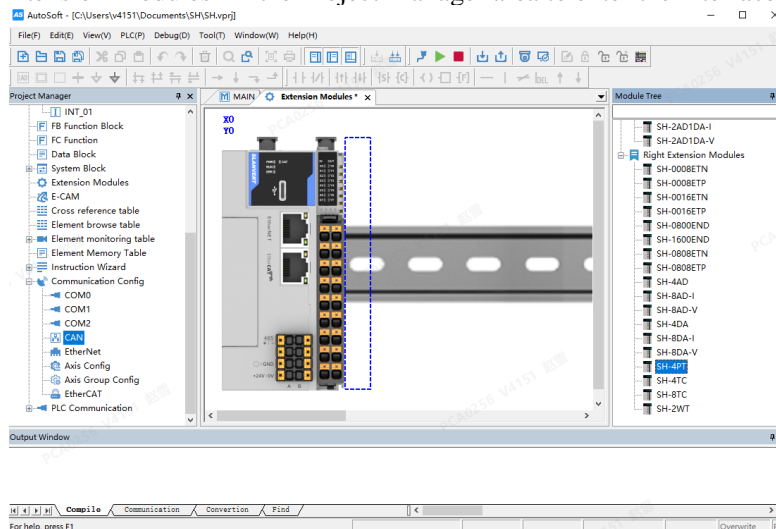 AutoSoft - [C:\Users\v4151\Documents\SH\SH.vprj]
File(F) Edit(E) View(V) PLC(P) Debug(D) Tool(T) Window(W) Help(H)
Project Manager
INT_01
FB Function Block
FC Function
Data Block
System Block
Extension Modules
E-CAM
Cross reference table
Element browse table
Element monitoring table
Element Memory Table
Instruction Wizard
Communication Config
COM0
COM1
COM2
CAN
EtherNet
Axis Config
Axis Group Config
EtherCAT
PLC Communication
MAIN
Extension Modules *
X0
Y0
SLANVERT
EtherNET
A B
Module Tree
SH-2AD1DA-I
SH-2AD1DA-V
Right Extension Modules
SH-0008ETN
SH-0008ETP
SH-0016ETN
SH-0016ETP
SH-0800END
SH-1600END
SH-0808ETN
SH-0808ETP
SH-4AD
SH-8AD-I
SH-8AD-V
SH-4DA
SH-8DA-I
SH-8DA-V
SH-4PT
SH-4TC
SH-8TC
SH-2WT
Output Window
Compile Communication Convertion Find
For help, press F1
Overwrite
PCA0256 V4151